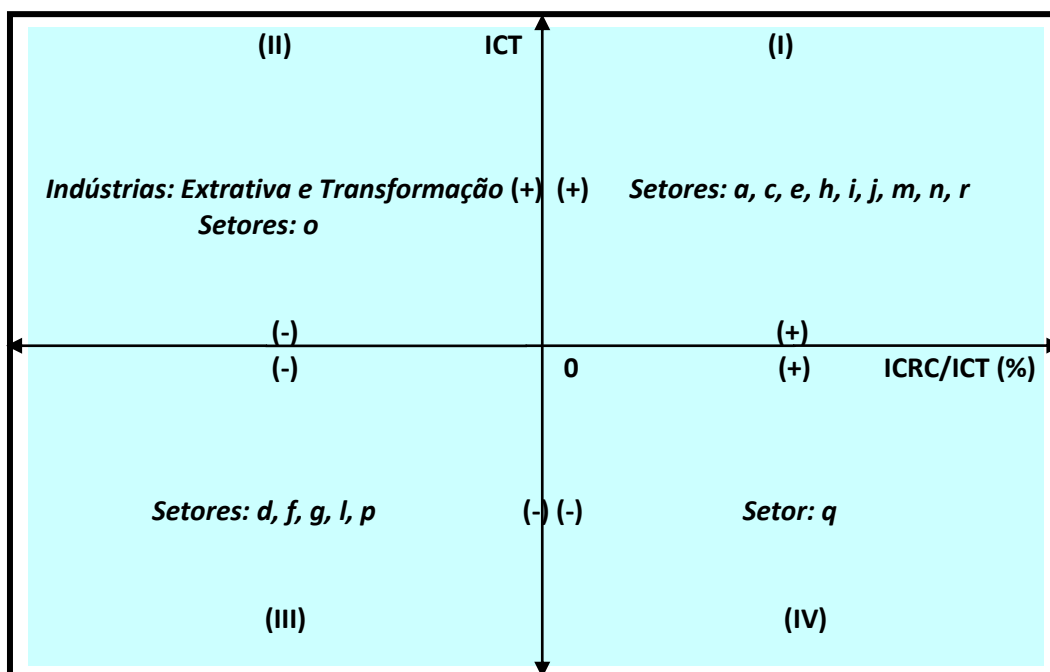 (II) ICT (I)
Indústrias: Extrativa e Transformação (+) (+) Setores: a, c, e, h, i, j, m, n, r
Setores: o
(-) (+)
(-) 0 (+) ICRC/ICT (%)
Setores: d, f, g, l, p (-) (-) Setor: q
(III) (IV)